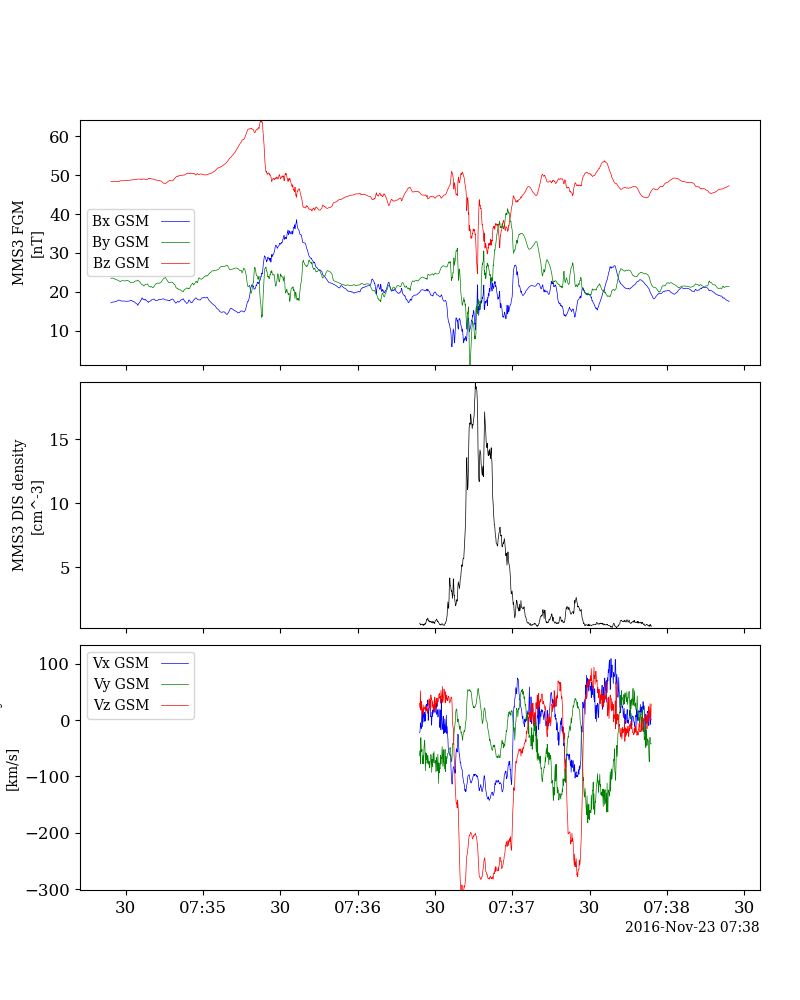 60
50
40
30
20
10
MMS3 FGM
[nT]
Bx GSM
By GSM
Bz GSM
15
10
5
MMS3 DIS density
[cm^-3]
100
0
−100
−200
−300
[km/s]
Vx GSM
Vy GSM
Vz GSM
30 07:35 30 07:36 30 07:37 30 07:38 30
2016-Nov-23 07:38